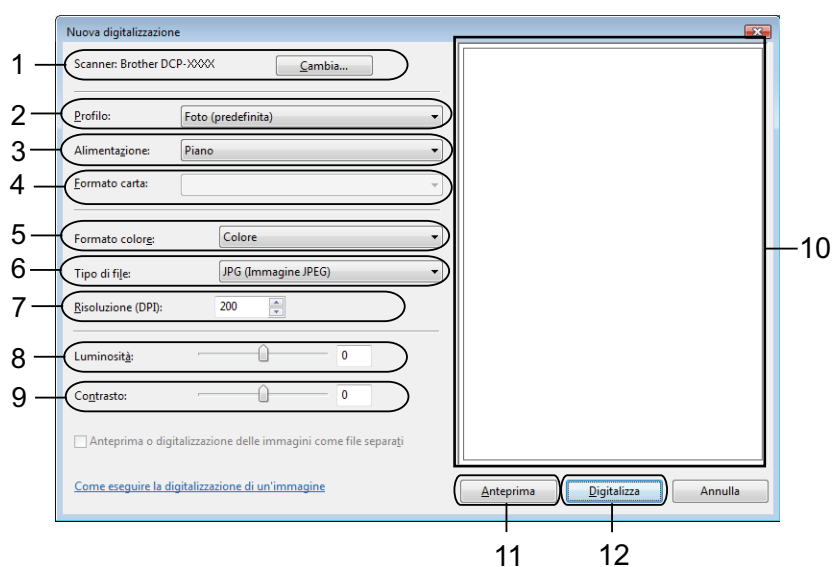 Nuova digitalizzazione
1 Scanner: Brother DCP-XXXX Cambia...
2 Profilo: Foto (predefinita)
3 Alimentazione: Piano
4 Formato carta:
5 Formato colore: Colore
6 Tipo di file: JPG (Immagine JPEG)
7 Risoluzione (DPI): 200
8 Luminosità: 0
9 Contrasto: 0
10
Anteprima o digitalizzazione delle immagini come file separati
Come eseguire la digitalizzazione di un'immagine
Anteprima Digitalizza Annulla
11 12